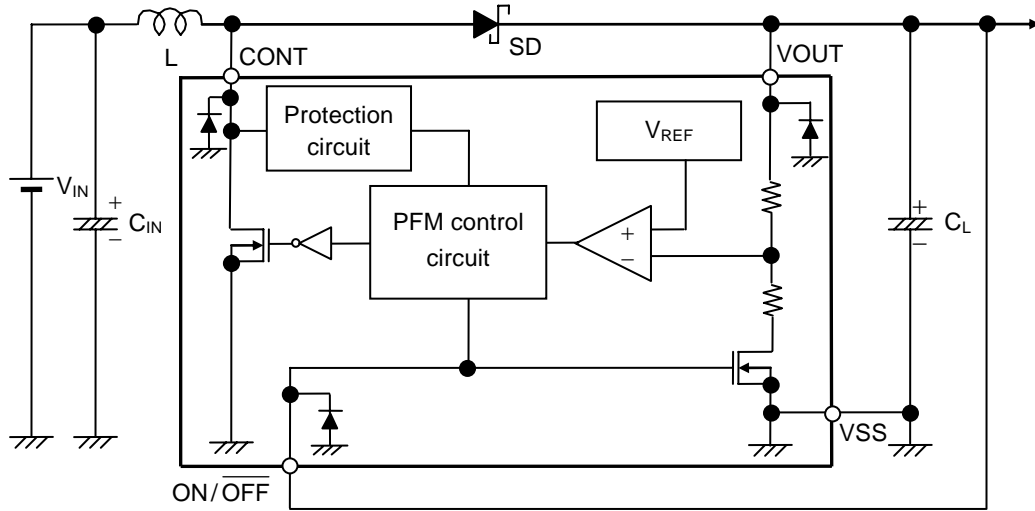 L
SD
CONT
VOUT
Protection
circuit
VREF
VIN
+
CIN
−
PFM control
circuit
+
−
+
CL
−
VSS
ON/OFF